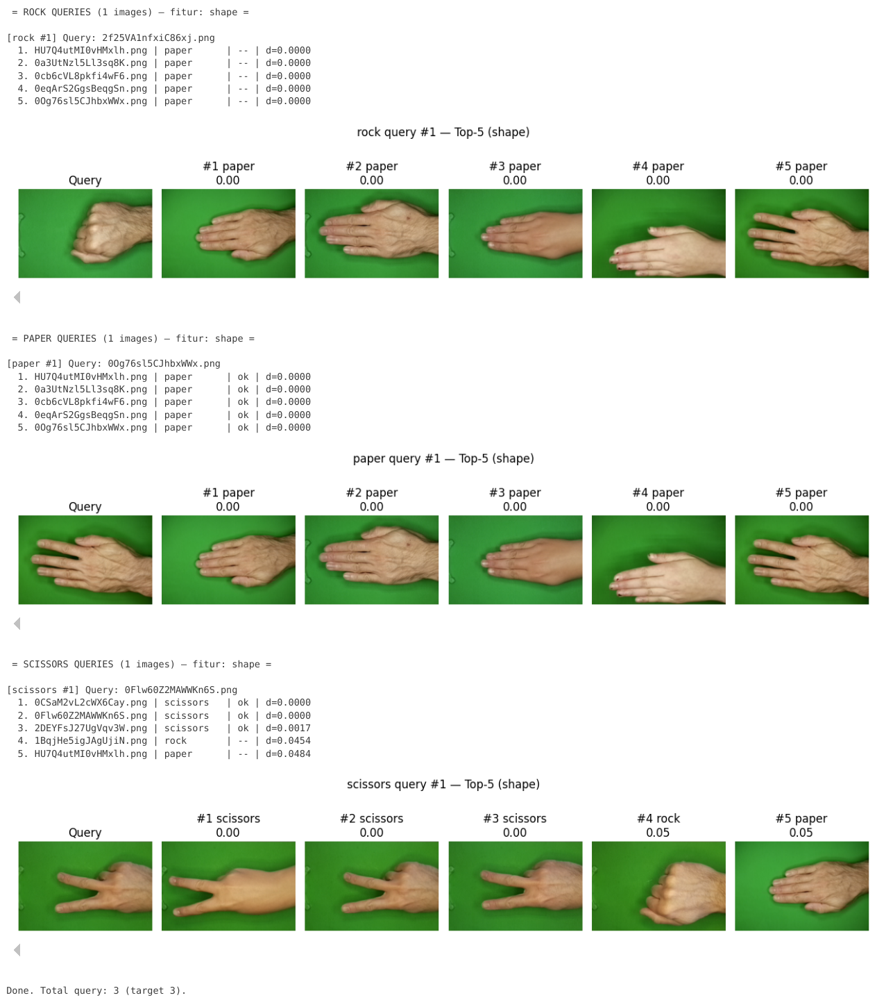 = ROCK QUERIES (1 images) — fitur: shape =
[rock #1] Query: 2f25VA1nfxiC86xj.png
1. HU7Q4utMI0vHMxlh.png | paper | -- | d=0.0000
2. 0a3UtNzl5Ll3sq8K.png | paper | -- | d=0.0000
3. 0cb6cVL8pkfi4wF6.png | paper | -- | d=0.0000
4. 0eqArS2GgsBeqgSn.png | paper | -- | d=0.0000
5. 0Og76sl5CJhbxWWx.png | paper | -- | d=0.0000
rock query #1 — Top-5 (shape)
Query
#1 paper
0.00
#2 paper
0.00
#3 paper
0.00
#4 paper
0.00
#5 paper
0.00
= PAPER QUERIES (1 images) — fitur: shape =
[paper #1] Query: 0Og76sl5CJhbxWWx.png
1. HU7Q4utMI0vHMxlh.png | paper | ok | d=0.0000
2. 0a3UtNzl5Ll3sq8K.png | paper | ok | d=0.0000
3. 0cb6cVL8pkfi4wF6.png | paper | ok | d=0.0000
4. 0eqArS2GgsBeqgSn.png | paper | ok | d=0.0000
5. 0Og76sl5CJhbxWWx.png | paper | ok | d=0.0000
paper query #1 — Top-5 (shape)
Query
#1 paper
0.00
#2 paper
0.00
#3 paper
0.00
#4 paper
0.00
#5 paper
0.00
= SCISSORS QUERIES (1 images) — fitur: shape =
[scissors #1] Query: 0Flw60Z2MAWWKn6S.png
1. 0CSaM2vL2cWX6Cay.png | scissors | ok | d=0.0000
2. 0Flw60Z2MAWWKn6S.png | scissors | ok | d=0.0000
3. 2DEYFsJ27UgVqv3W.png | scissors | ok | d=0.0017
4. 1BqjHe5igJAgUjiN.png | rock | -- | d=0.0454
5. HU7Q4utMI0vHMxlh.png | paper | -- | d=0.0484
scissors query #1 — Top-5 (shape)
Query
#1 scissors
0.00
#2 scissors
0.00
#3 scissors
0.00
#4 rock
0.05
#5 paper
0.05
Done. Total query: 3 (target 3).